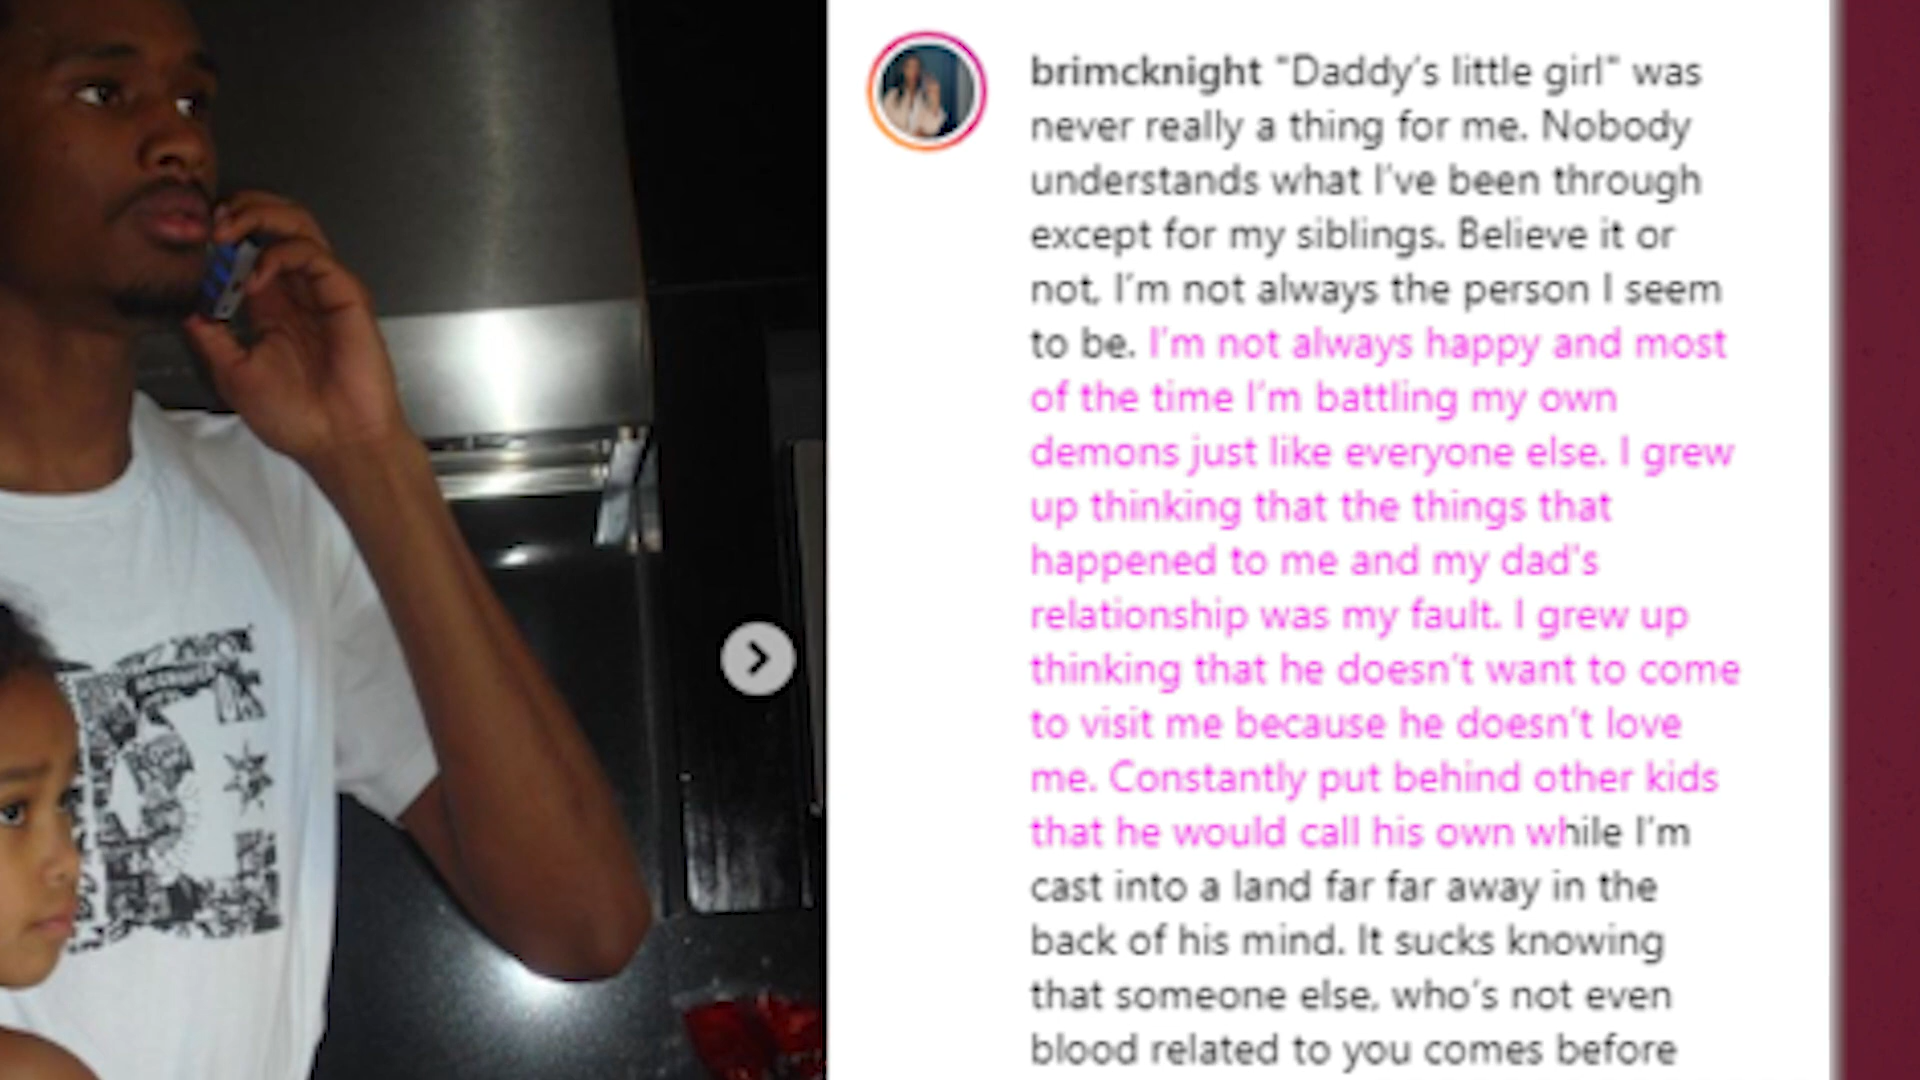 brimcknight "Daddy's little girl" was
never really a thing for me. Nobody
understands what I've been through
except for my siblings. Believe it or
not, I'm not always the person I seem
to be. I'm not always happy and most
of the time I'm battling my own
demons just like everyone else. I grew
up thinking that the things that
happened to me and my dad's
relationship was my fault. I grew up
thinking that he doesn't want to come
to visit me because he doesn't love
me. Constantly put behind other kids
that he would call his own while I'm
cast into a land far far away in the
back of his mind. It sucks knowing
that someone else, who's not even
blood related to you comes before